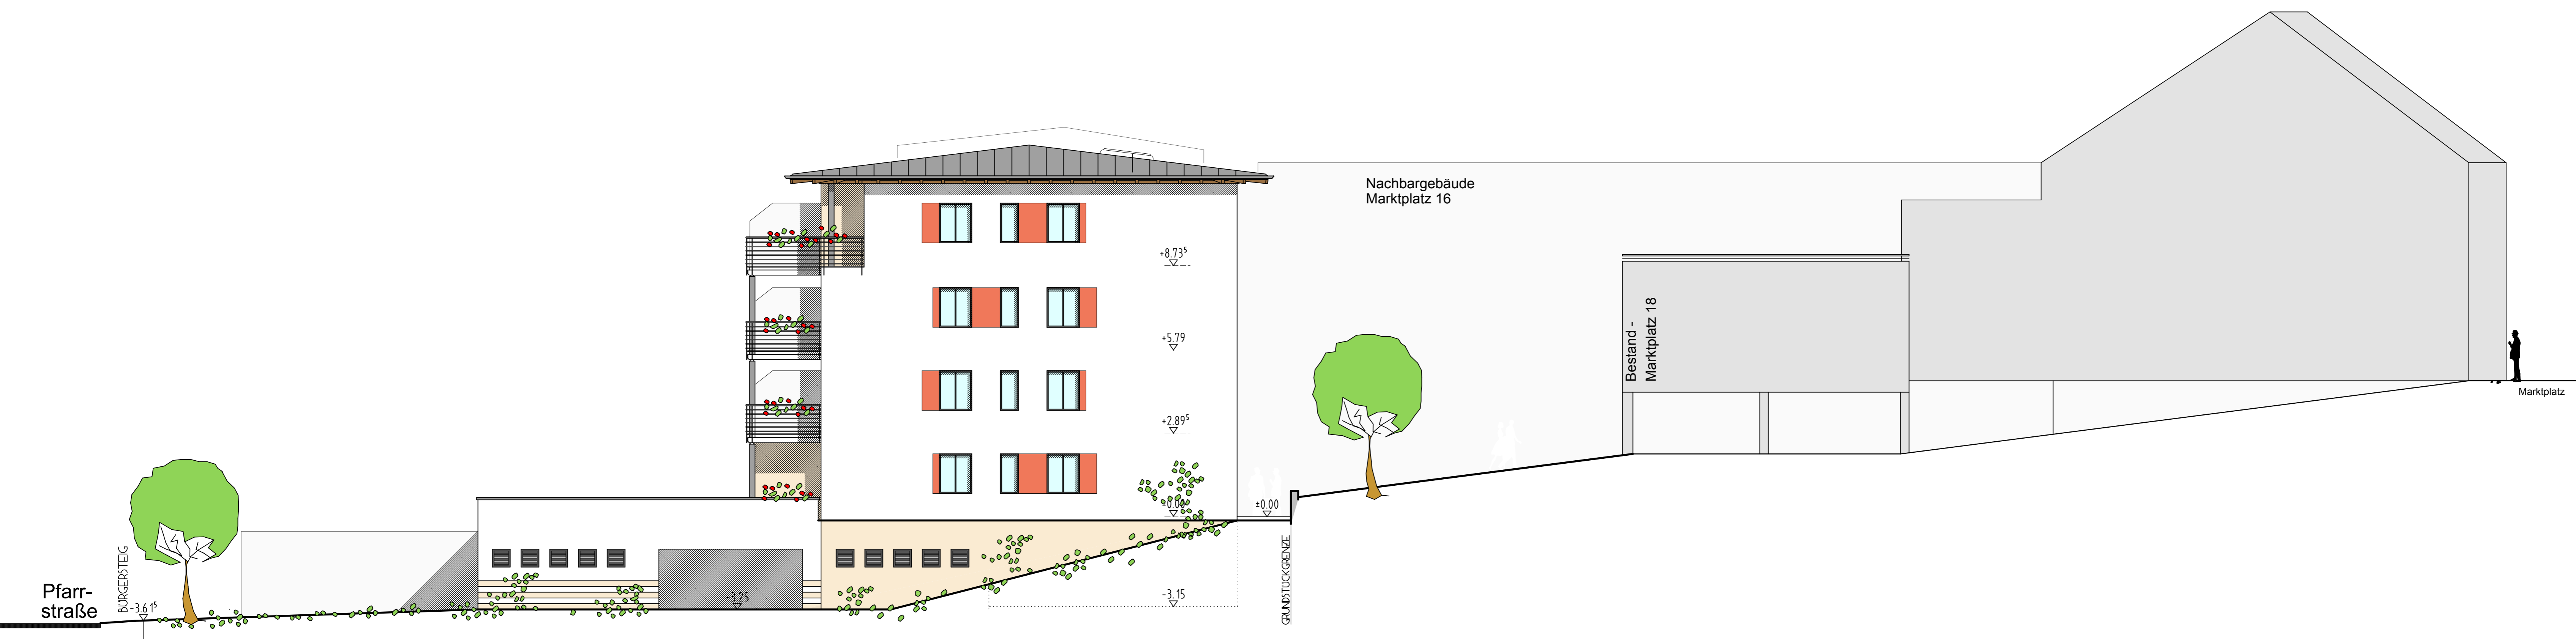 Nachbargebäude
Marktplatz 16
+8.73⁵
Bestand -
Marktplatz 18
+5.79
Marktplatz
+2.89⁵
±0.00
±0.00
GRUNDSTÜCKGRENZE
BÜRGERSTEIG
Pfarr-
straße
-3.61⁵
-3.25
-3.15